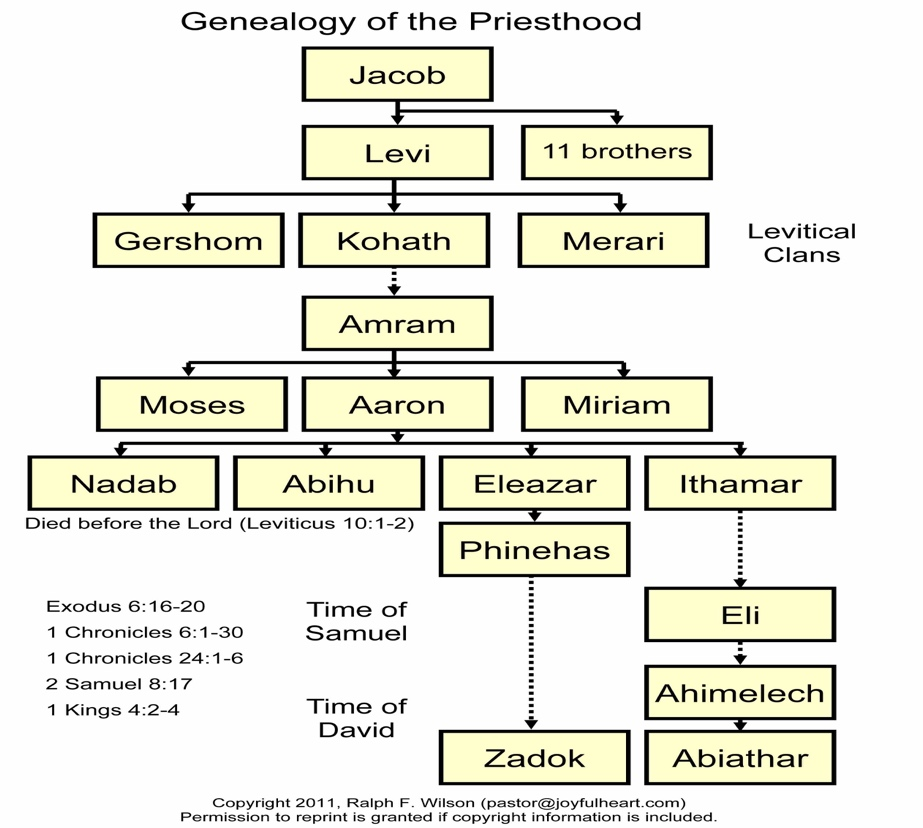 Genealogy of the Priesthood
Jacob
Levi
11 brothers
Gershom
Kohath
Merari
Levitical
Clans
Amram
Moses
Aaron
Miriam
Nadab
Abihu
Eleazar
Ithamar
Died before the Lord (Leviticus 10:1-2)
Phinehas
Exodus 6:16-20
1 Chronicles 6:1-30
1 Chronicles 24:1-6
2 Samuel 8:17
1 Kings 4:2-4
Time of
Samuel
Eli
Ahimelech
Time of
David
Zadok
Abiathar
Copyright 2011, Ralph F. Wilson (pastor@joyfulheart.com)
Permission to reprint is granted if copyright information is included.